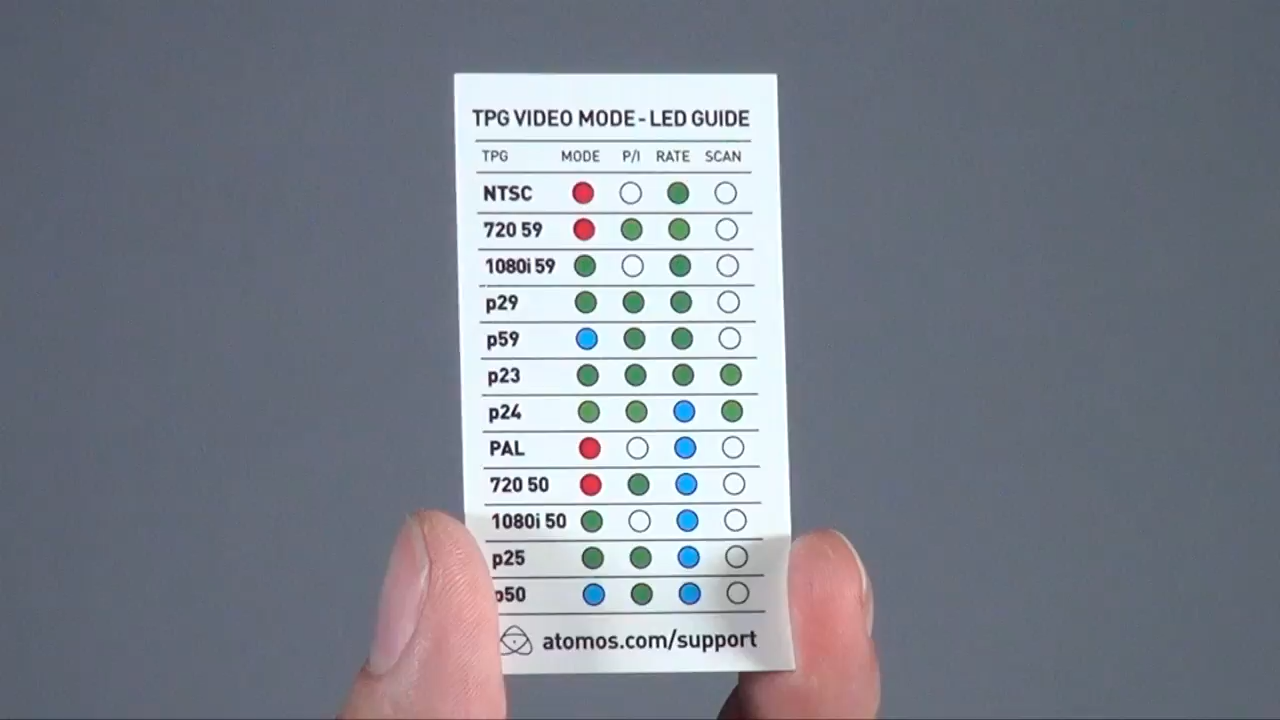 TPG VIDEO MODE - LED GUIDE
TPG MODE P/I RATE SCAN
NTSC
720 59
1080i 59
p29
p59
p23
p24
PAL
720 50
1080i 50
p25
p50
atomos.com/support